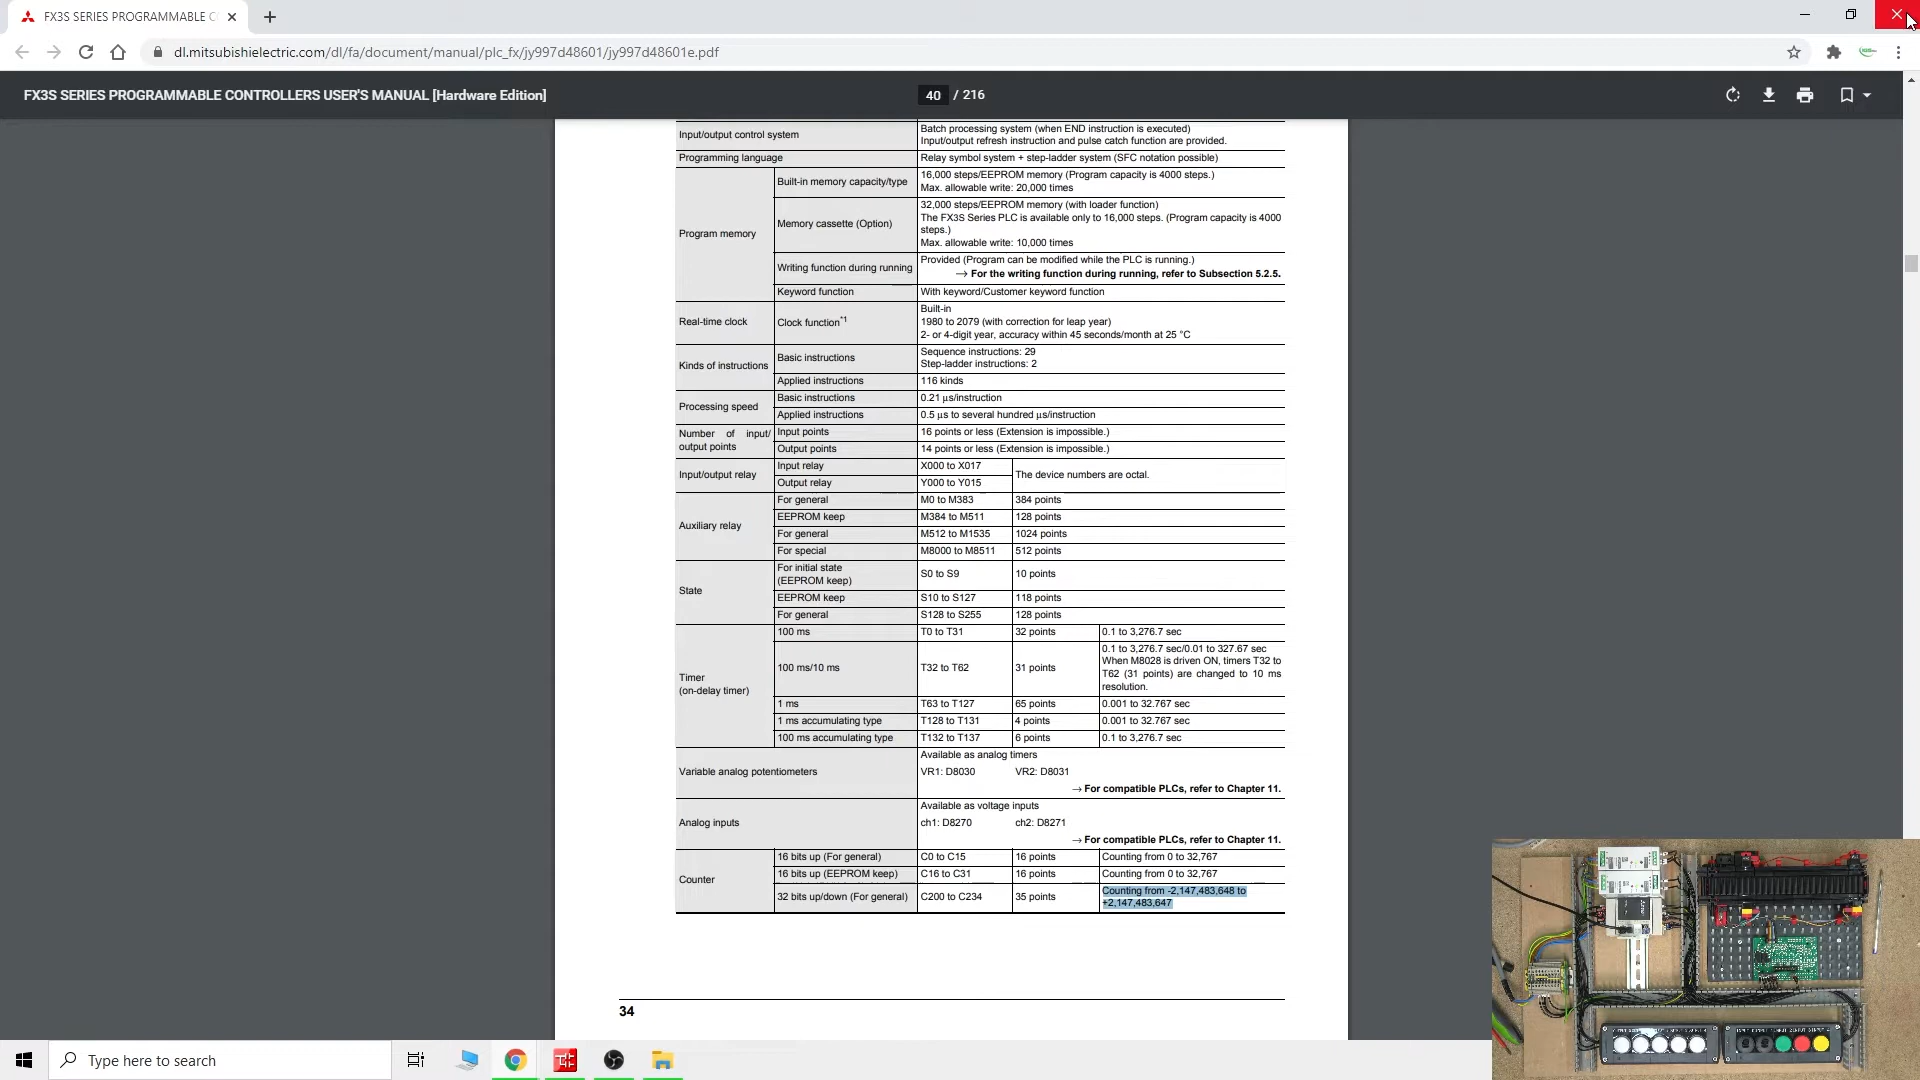 FX3S SERIES PROGRAMMABLE C
dl.mitsubishielectric.com/dl/fa/document/manual/plc_fx/jy997d48601/jy997d48601e.pdf
FX3S SERIES PROGRAMMABLE CONTROLLERS USER'S MANUAL [Hardware Edition]
40 / 216
Input/output control system
Batch processing system (when END instruction is executed)
Input/output refresh instruction and pulse catch function are provided.
Programming language
Relay symbol system + step-ladder system (SFC notation possible)
Program memory
Built-in memory capacity/type
16,000 steps/EEPROM memory (Program capacity is 4000 steps.)
Max. allowable write: 20,000 times
Memory cassette (Option)
32,000 steps/EEPROM memory (with loader function)
The FX3S Series PLC is available only to 16,000 steps. (Program capacity is 4000
steps.)
Max. allowable write: 10,000 times
Writing function during running
Provided (Program can be modified while the PLC is running.)
→ For the writing function during running, refer to Subsection 5.2.5.
Keyword function
With keyword/Customer keyword function
Real-time clock
Clock function*1
Built-in
1980 to 2079 (with correction for leap year)
2- or 4-digit year, accuracy within 45 seconds/month at 25 °C
Kinds of instructions
Basic instructions
Sequence instructions: 29
Step-ladder instructions: 2
Applied instructions
116 kinds
Processing speed
Basic instructions
0.21 µs/instruction
Applied instructions
0.5 µs to several hundred µs/instruction
Number of input/
output points
Input points
16 points or less (Extension is impossible.)
Output points
14 points or less (Extension is impossible.)
Input/output relay
Input relay
X000 to X017
The device numbers are octal.
Output relay
Y000 to Y015
Auxiliary relay
For general
M0 to M383
384 points
EEPROM keep
M384 to M511
128 points
For general
M512 to M1535
1024 points
For special
M8000 to M8511
512 points
State
For initial state
(EEPROM keep)
S0 to S9
10 points
EEPROM keep
S10 to S127
118 points
For general
S128 to S255
128 points
Timer
(on-delay timer)
100 ms
T0 to T31
32 points
0.1 to 3,276.7 sec
100 ms/10 ms
T32 to T62
31 points
0.1 to 3,276.7 sec/0.01 to 327.67 sec
When M8028 is driven ON, timers T32 to
T62 (31 points) are changed to 10 ms
resolution.
1 ms
T63 to T127
65 points
0.001 to 32.767 sec
1 ms accumulating type
T128 to T131
4 points
0.001 to 32.767 sec
100 ms accumulating type
T132 to T137
6 points
0.1 to 3,276.7 sec
Variable analog potentiometers
Available as analog timers
VR1: D8030 VR2: D8031
→ For compatible PLCs, refer to Chapter 11.
Analog inputs
Available as voltage inputs
ch1: D8270 ch2: D8271
→ For compatible PLCs, refer to Chapter 11.
Counter
16 bits up (For general)
C0 to C15
16 points
Counting from 0 to 32,767
16 bits up (EEPROM keep)
C16 to C31
16 points
Counting from 0 to 32,767
32 bits up/down (For general)
C200 to C234
35 points
Counting from -2,147,483,648 to
+2,147,483,647
34
Type here to search